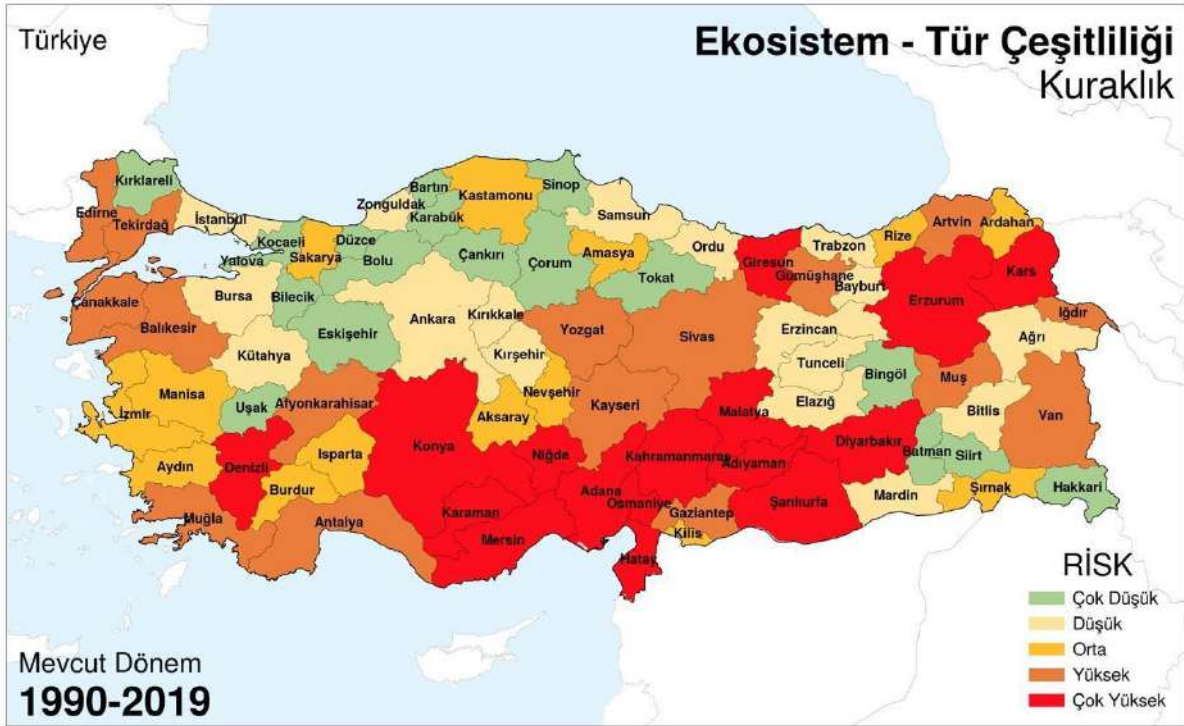 Türkiye
Ekosistem - Tür Çeşitliliği
Kuraklık
Kırklareli
Edirne
Tekirdağ
İstanbul
Kocaeli
Yalova
Sakarya
Düzce
Zonguldak
Bartın
Karabük
Bolu
Kastamonu
Sinop
Çankırı
Çorum
Samsun
Amasya
Tokat
Ordu
Giresun
Gümüşhane
Trabzon
Bayburt
Rize
Artvin
Ardahan
Kars
Erzurum
Iğdır
Ağrı
Çanakkale
Balıkesir
Bursa
Bilecik
Eskişehir
Kütahya
Ankara
Kırıkkale
Kırşehir
Yozgat
Sivas
Erzincan
Tunceli
Bingöl
Elazığ
Muş
Bitlis
Van
Manisa
İzmir
Uşak
Afyonkarahisar
Aksaray
Nevşehir
Kayseri
Malatya
Diyarbakır
Batman
Siirt
Şırnak
Hakkari
Aydın
Denizli
Isparta
Burdur
Konya
Niğde
Kahramanmaraş
Adıyaman
Şanlıurfa
Mardin
Muğla
Antalya
Karaman
Mersin
Adana
Osmaniye
Gaziantep
Kilis
Hatay
RİSK
Çok Düşük
Düşük
Orta
Yüksek
Çok Yüksek
Mevcut Dönem
1990-2019